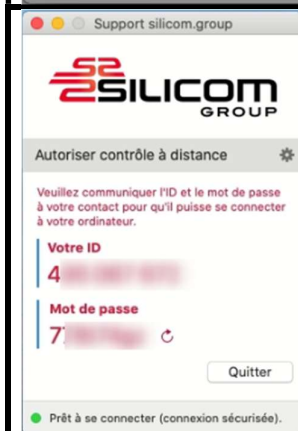 Support silicom.group
SILICOM
GROUP
Autoriser contrôle à distance
Veuillez communiquer l'ID et le mot de passe
à votre contact pour qu'il puisse se connecter
à votre ordinateur.
Votre ID
4
Mot de passe
7
Quitter
Prêt à se connecter (connexion sécurisée).